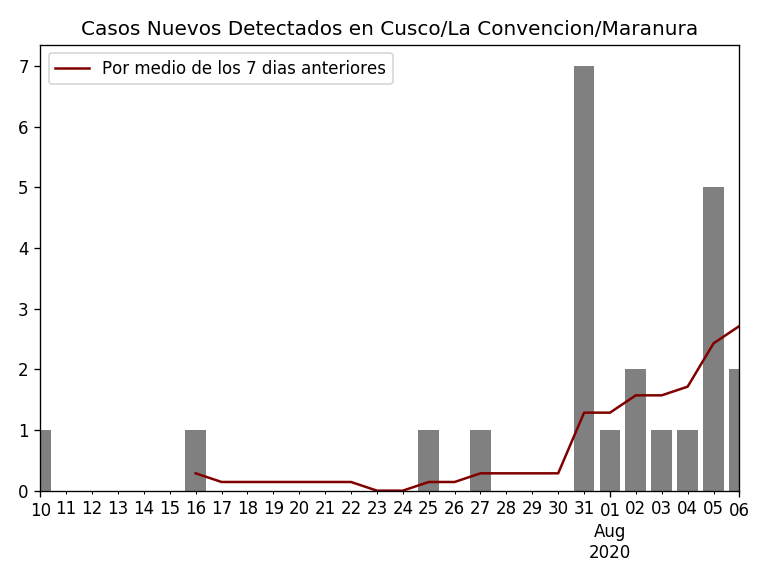 Casos Nuevos Detectados en Cusco/La Convencion/Maranura
Por medio de los 7 dias anteriores
7
6
5
4
3
2
1
0
10 11 12 13 14 15 16 17 18 19 20 21 22 23 24 25 26 27 28 29 30 31 01 02 03 04 05 06
Aug
2020